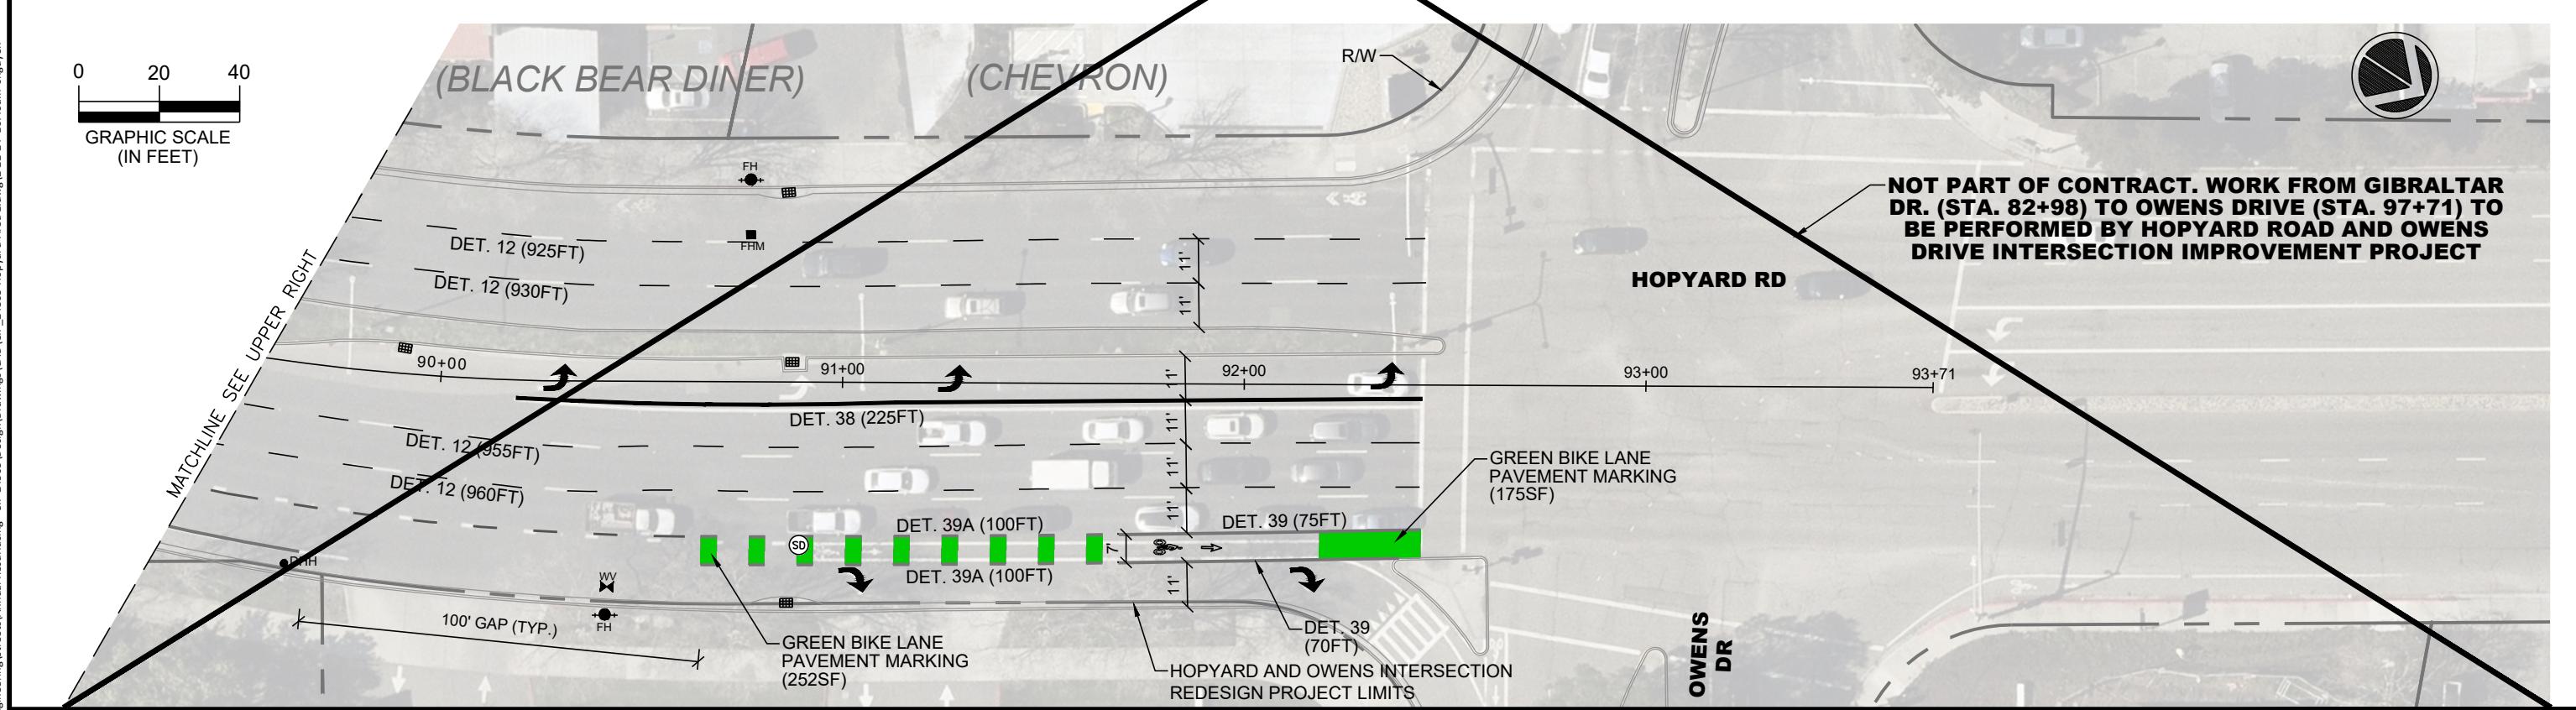 0 20 40
GRAPHIC SCALE
(IN FEET)
(BLACK BEAR DINER)
(CHEVRON)
R/W
FH
FHM
DET. 12 (925FT)
DET. 12 (930FT)
11'
11'
NOT PART OF CONTRACT. WORK FROM GIBRALTAR
DR. (STA. 82+98) TO OWENS DRIVE (STA. 97+71) TO
BE PERFORMED BY HOPYARD ROAD AND OWENS
DRIVE INTERSECTION IMPROVEMENT PROJECT
HOPYARD RD
MATCHLINE SEE UPPER RIGHT
90+00
91+00
92+00
93+00
93+71
11'
DET. 38 (225FT)
11'
DET. 12 (955FT)
11'
DET. 12 (960FT)
11'
GREEN BIKE LANE
PAVEMENT MARKING
(175SF)
DET. 39A (100FT)
DET. 39 (75FT)
SD
7'
DET. 39A (100FT)
11'
WV
FH
100' GAP (TYP.)
GREEN BIKE LANE
PAVEMENT MARKING
(252SF)
DET. 39
(70FT)
HOPYARD AND OWENS INTERSECTION
REDESIGN PROJECT LIMITS
OWENS
DR